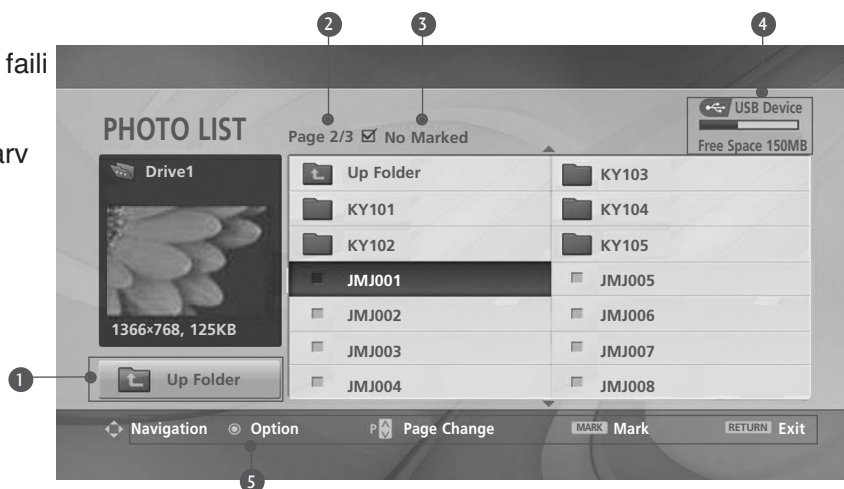 2 3 4
faili
USB Device
PHOTO LIST
Page 2/3 No Marked
Free Space 150MB
arv
Drive1
Up Folder KY103
KY101 KY104
KY102 KY105
JMJ001 JMJ005
JMJ002 JMJ006
1366×768, 125KB
JMJ003 JMJ007
1 Up Folder
JMJ004 JMJ008
Navigation Option P Page Change MARK Mark RETURN Exit
5